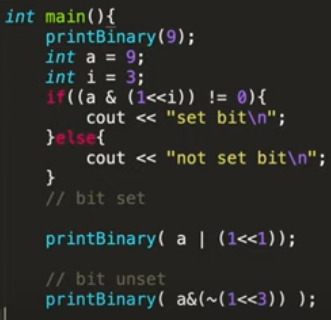 int main(){
    printBinary(9);
    int a = 9;
    int i = 3;
    if((a & (1<<i)) != 0){
        cout << "set bit\n";
    }else{
        cout << "not set bit\n";
    }
    // bit set
    printBinary( a | (1<<1));
    // bit unset
    printBinary( a&(~(1<<3)) );